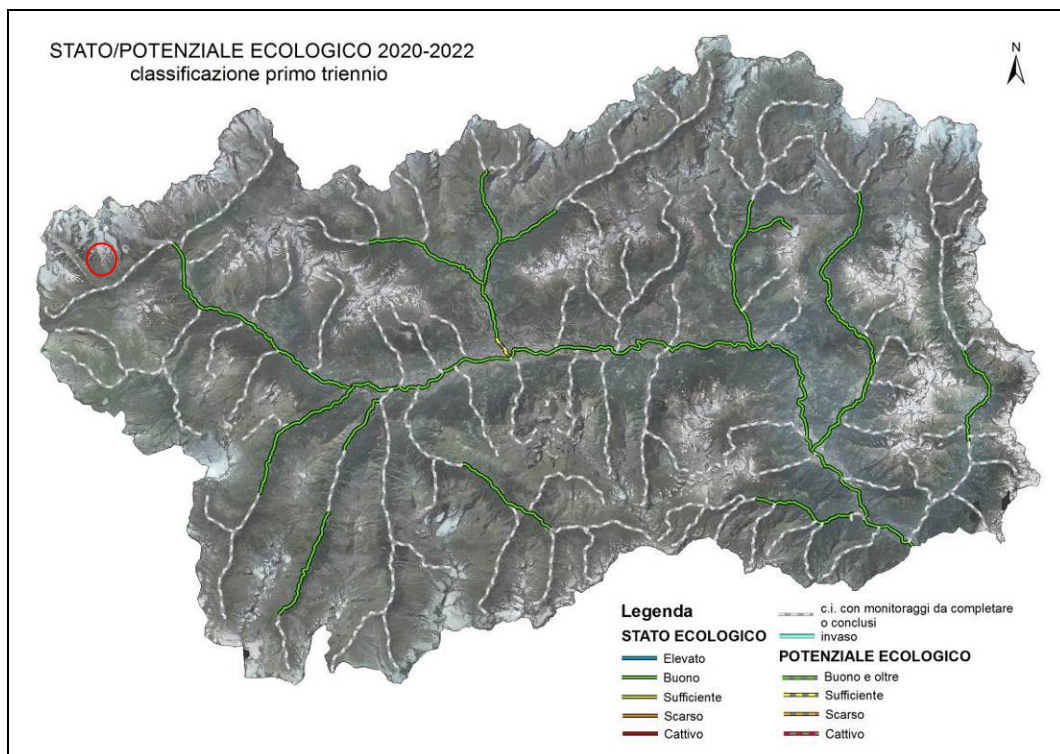 STATO/POTENZIALE ECOLOGICO 2020-2022
classificazione primo triennio
N
Legenda
STATO ECOLOGICO
Elevato
Buono
Sufficiente
Scarso
Cattivo
c.i. con monitoraggi da completare
o conclusi
invaso
POTENZIALE ECOLOGICO
Buono e oltre
Sufficiente
Scarso
Cattivo